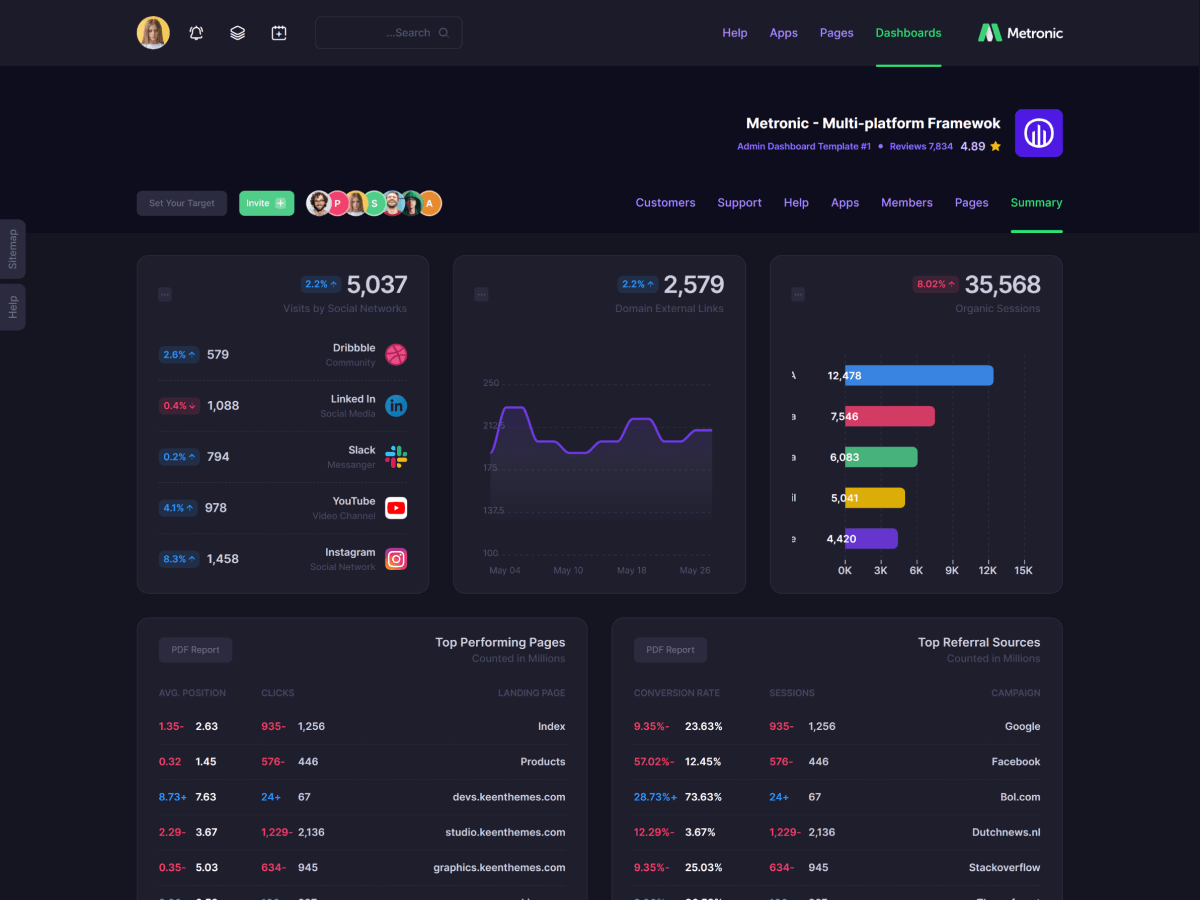 ...Search
Help Apps Pages Dashboards
Metronic
Metronic - Multi-platform Framewok
Admin Dashboard Template #1 • Reviews 7,834 4.89
Set Your Target
Invite
P
S
A
Customers Support Help Apps Members Pages Summary
Sitemap
Help
2.2% 5,037
Visits by Social Networks
2.6% 579 Dribbble
Community
0.4% 1,088 Linked In
Social Media
0.2% 794 Slack
Messanger
4.1% 978 YouTube
Video Channel
8.3% 1,458 Instagram
Social Network
2.2% 2,579
Domain External Links
250
212.5
175
137.5
100
May 04 May 10 May 18 May 26
8.02% 35,568
Organic Sessions
12,478
a 7,546
a 6,083
il 5,041
e 4,420
0K 3K 6K 9K 12K 15K
PDF Report
Top Performing Pages
Counted in Millions
AVG. POSITION CLICKS LANDING PAGE
1.35- 2.63 935- 1,256 Index
0.32 1.45 576- 446 Products
8.73+ 7.63 24+ 67 devs.keenthemes.com
2.29- 3.67 1,229- 2,136 studio.keenthemes.com
0.35- 5.03 634- 945 graphics.keenthemes.com
PDF Report
Top Referral Sources
Counted in Millions
CONVERSION RATE SESSIONS CAMPAIGN
9.35%- 23.63% 935- 1,256 Google
57.02%- 12.45% 576- 446 Facebook
28.73%+ 73.63% 24+ 67 Bol.com
12.29%- 3.67% 1,229- 2,136 Dutchnews.nl
9.35%- 25.03% 634- 945 Stackoverflow